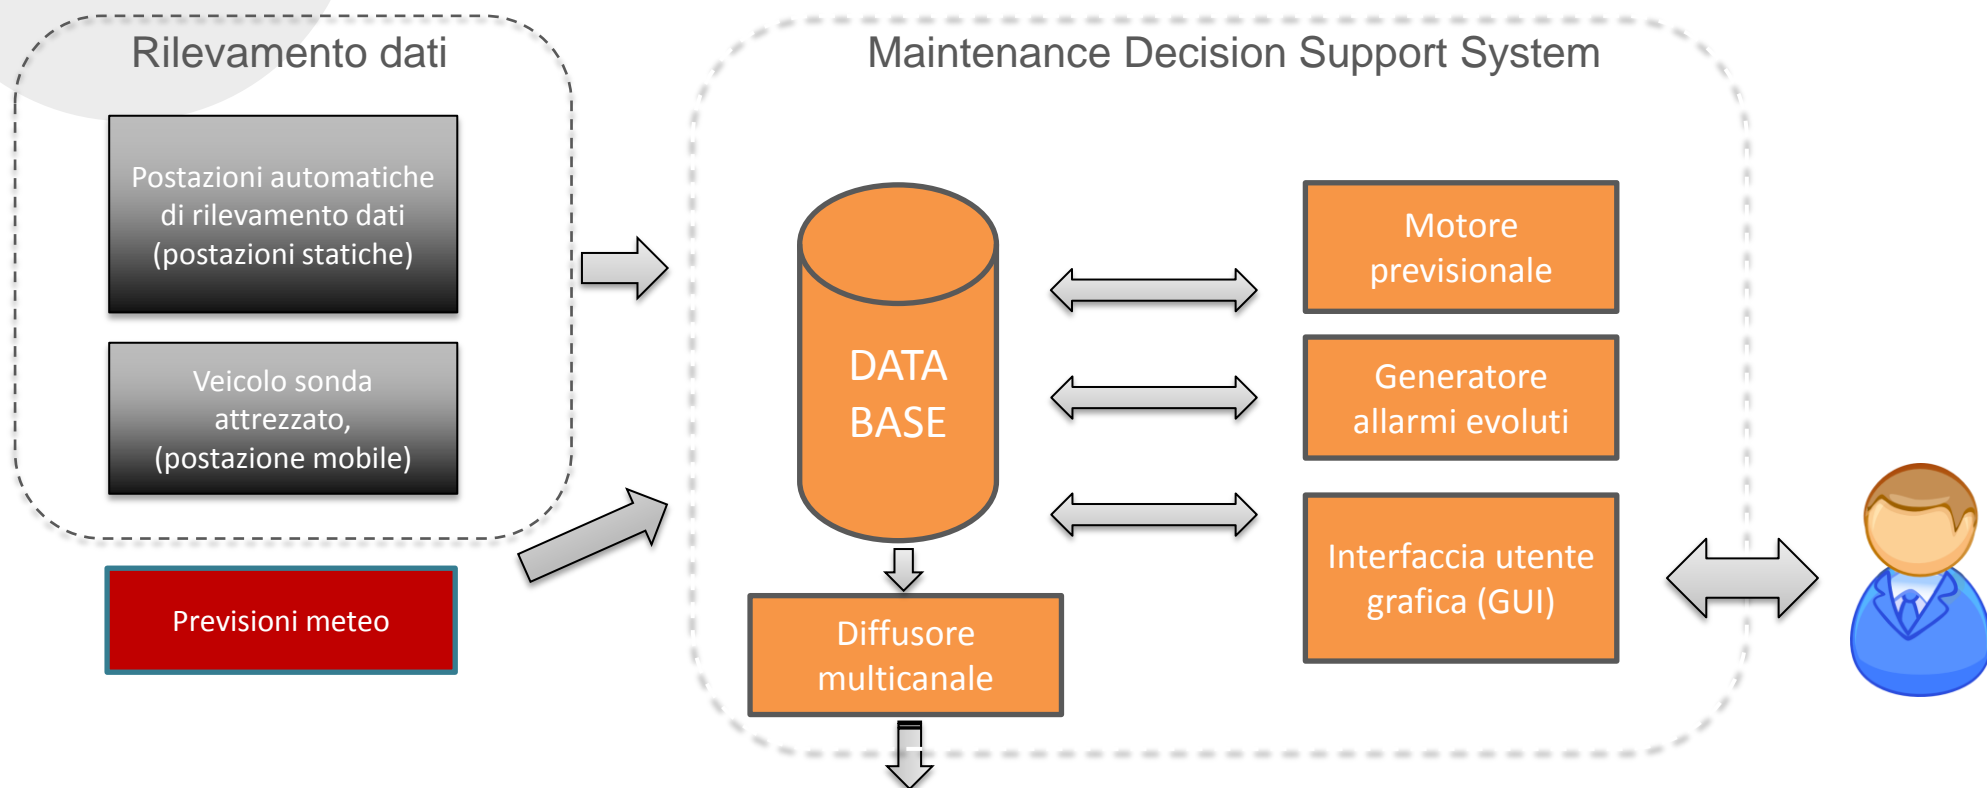 Rilevamento dati
Postazioni automatiche
di rilevamento dati
(postazioni statiche)
Veicolo sonda
attrezzato,
(postazione mobile)
Previsioni meteo
Maintenance Decision Support System
DATA
BASE
Diffusore
multicanale
Motore
previsionale
Generatore
allarmi evoluti
Interfaccia utente
grafica (GUI)